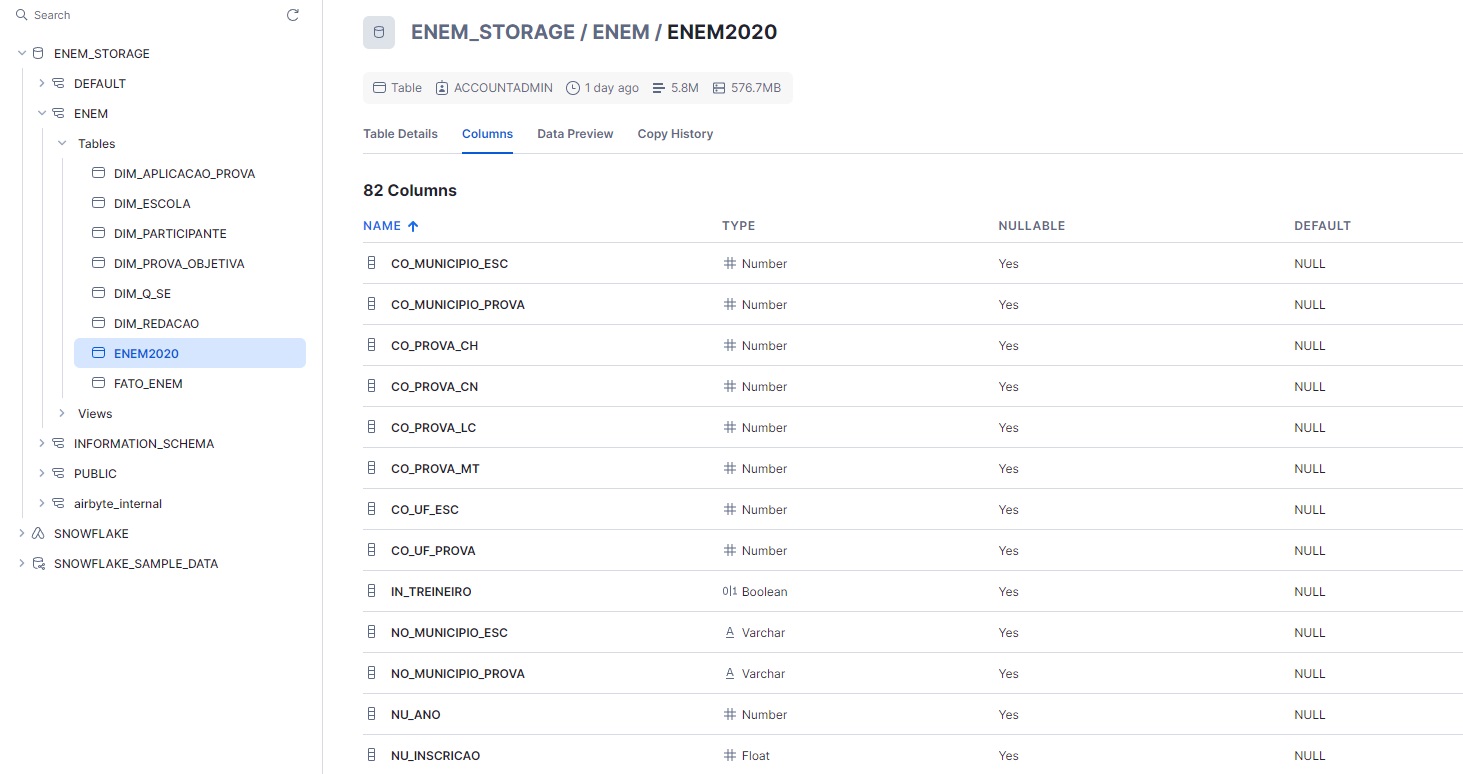 Search
ENEM_STORAGE
DEFAULT
ENEM
Tables
DIM_APLICACAO_PROVA
DIM_ESCOLA
DIM_PARTICIPANTE
DIM_PROVA_OBJETIVA
DIM_Q_SE
DIM_REDACAO
ENEM2020
FATO_ENEM
Views
INFORMATION_SCHEMA
PUBLIC
airbyte_internal
SNOWFLAKE
SNOWFLAKE_SAMPLE_DATA
ENEM_STORAGE / ENEM / ENEM2020
Table ACCOUNTADMIN 1 day ago 5.8M 576.7MB
Table Details Columns Data Preview Copy History
82 Columns
NAME TYPE NULLABLE DEFAULT
CO_MUNICIPIO_ESC Number Yes NULL
CO_MUNICIPIO_PROVA Number Yes NULL
CO_PROVA_CH Number Yes NULL
CO_PROVA_CN Number Yes NULL
CO_PROVA_LC Number Yes NULL
CO_PROVA_MT Number Yes NULL
CO_UF_ESC Number Yes NULL
CO_UF_PROVA Number Yes NULL
IN_TREINEIRO 0|1 Boolean Yes NULL
NO_MUNICIPIO_ESC A Varchar Yes NULL
NO_MUNICIPIO_PROVA A Varchar Yes NULL
NU_ANO Number Yes NULL
NU_INSCRICAO Float Yes NULL